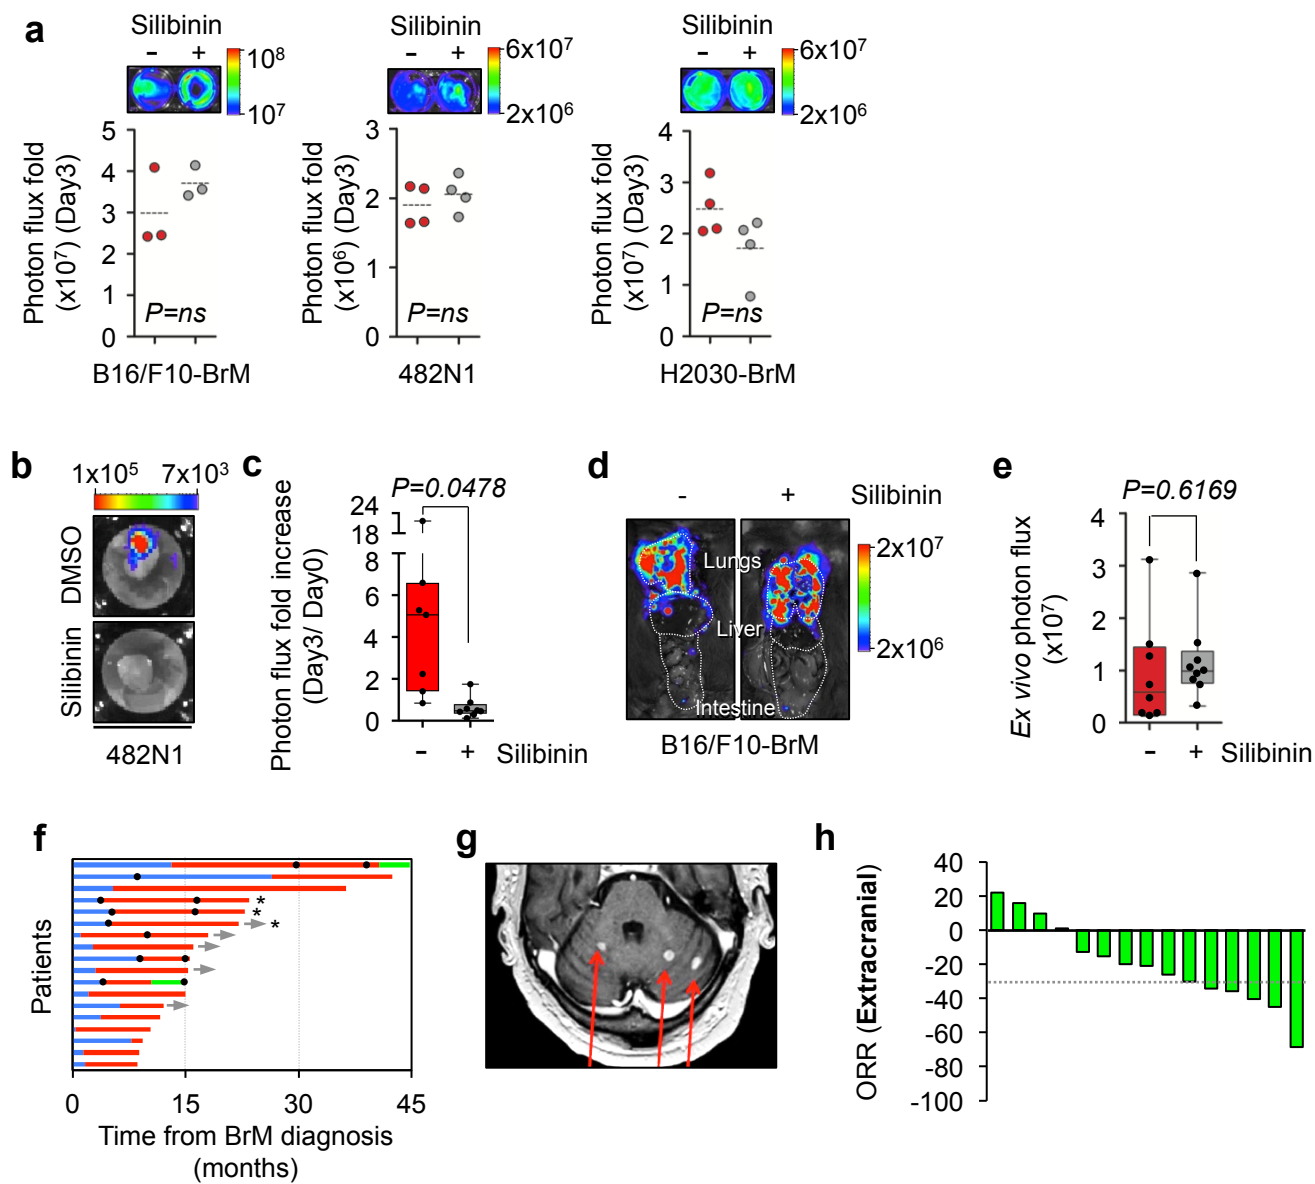 a
Silibinin
- +
10⁸
10⁷
Photon flux fold
(x10⁷) (Day3)
5
4
3
2
1
0
P=ns
B16/F10-BrM
Silibinin
- +
6x10⁷
2x10⁶
Photon flux fold
(x10⁶) (Day3)
3
2
1
0
P=ns
482N1
Silibinin
- +
6x10⁷
2x10⁶
Photon flux fold
(x10⁷) (Day3)
4
3
2
1
0
P=ns
H2030-BrM
b
1x10⁵ 7x10³
DMSO
Silibinin
482N1
c
Photon flux fold increase
(Day3/ Day0)
P=0.0478
24
18
8
6
4
2
0
- + Silibinin
d
- + Silibinin
Lungs
Liver
Intestine
2x10⁷
2x10⁶
B16/F10-BrM
e
Ex vivo photon flux
(x10⁷)
P=0.6169
4
3
2
1
0
- + Silibinin
f
Patients
*
*
*
0 15 30 45
Time from BrM diagnosis
(months)
g
h
ORR (Extracranial)
40
20
0
-20
-40
-60
-80
-100